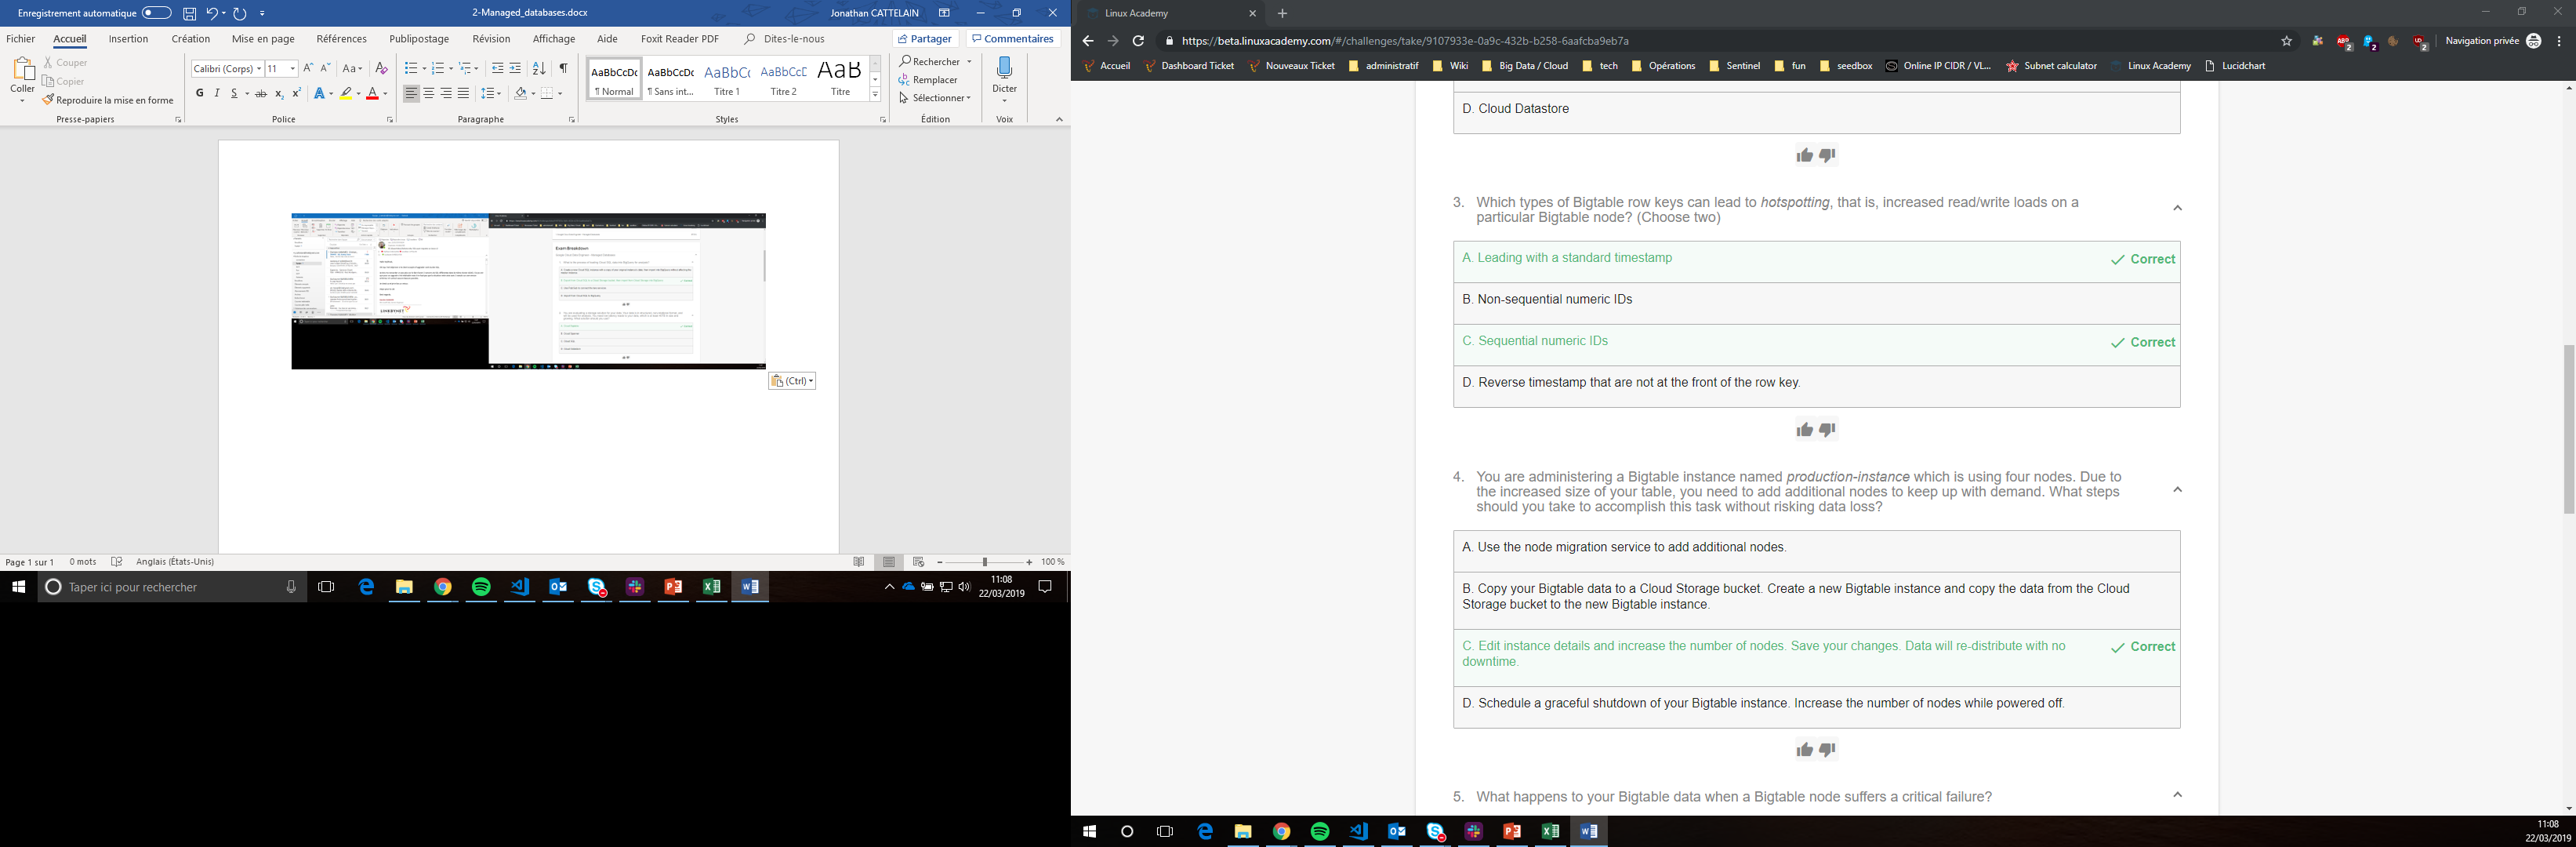 Enregistrement automatique
2-Managed_databases.docx
Jonathan CATTELAIN
Fichier Accueil Insertion Création Mise en page Références Publipostage Révision Affichage Aide Foxit Reader PDF Dites-le-nous Partager Commentaires
Coller
Couper
Copier
Reproduire la mise en forme
Presse-papiers
Calibri (Corps) 11
G I S ab
Police
Paragraphe
AaBbCcDc AaBbCcDc AaBbCc AaBbCcD AaB
¶ Normal ¶ Sans int... Titre 1 Titre 2 Titre
Styles
Rechercher
Remplacer
Sélectionner
Édition
Dicter
Voix
Exam Breakdown
(Ctrl)
Page 1 sur 1 0 mots Anglais (États-Unis) 100 %
Taper ici pour rechercher
11:08
22/03/2019
Linux Academy
https://beta.linuxacademy.com/#/challenges/take/9107933e-0a9c-432b-b258-6aafcba9eb7a
Navigation privée
Accueil Dashboard Ticket Nouveaux Ticket administratif Wiki Big Data / Cloud tech Opérations Sentinel fun seedbox Online IP CIDR / VL... Subnet calculator Linux Academy Lucidchart
D. Cloud Datastore
3. Which types of Bigtable row keys can lead to hotspotting, that is, increased read/write loads on a
particular Bigtable node? (Choose two)
A. Leading with a standard timestamp
Correct
B. Non-sequential numeric IDs
C. Sequential numeric IDs
Correct
D. Reverse timestamp that are not at the front of the row key.
4. You are administering a Bigtable instance named production-instance which is using four nodes. Due to
the increased size of your table, you need to add additional nodes to keep up with demand. What steps
should you take to accomplish this task without risking data loss?
A. Use the node migration service to add additional nodes.
B. Copy your Bigtable data to a Cloud Storage bucket. Create a new Bigtable instance and copy the data from the Cloud
Storage bucket to the new Bigtable instance.
C. Edit instance details and increase the number of nodes. Save your changes. Data will re-distribute with no
downtime.
Correct
D. Schedule a graceful shutdown of your Bigtable instance. Increase the number of nodes while powered off.
5. What happens to your Bigtable data when a Bigtable node suffers a critical failure?
11:08
22/03/2019